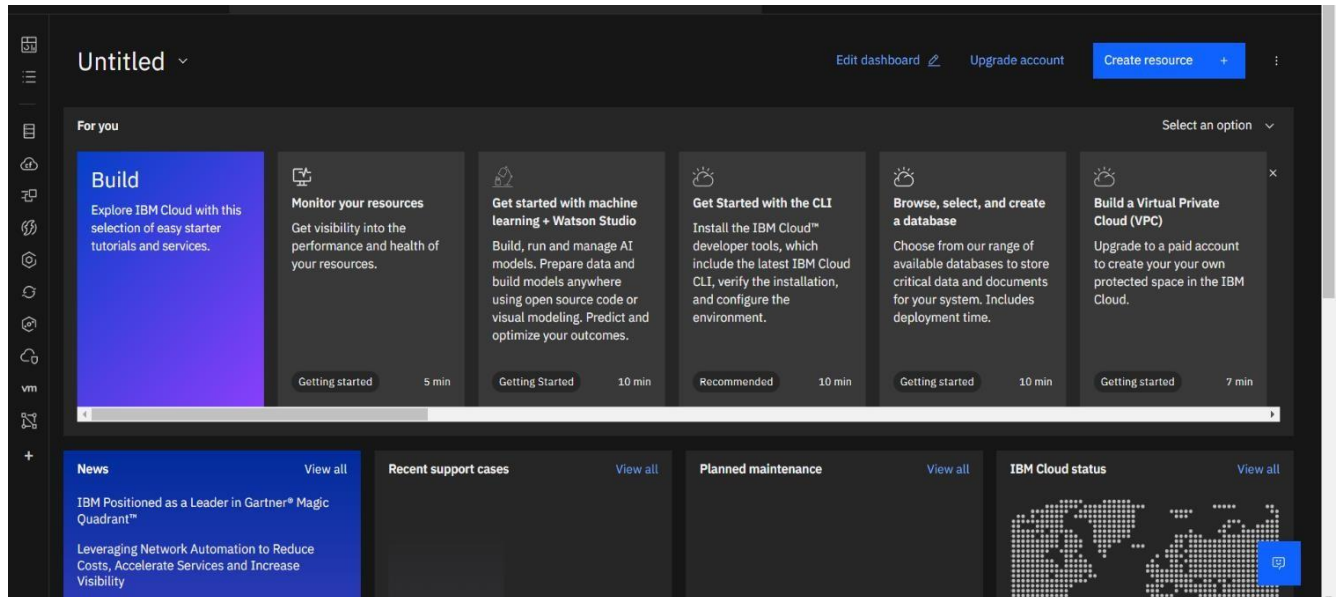 Untitled
Edit dashboard
Upgrade account
Create resource +
For you
Select an option
Build
Explore IBM Cloud with this
selection of easy starter
tutorials and services.
Monitor your resources
Get visibility into the
performance and health of
your resources.
Getting started
5 min
Get started with machine
learning + Watson Studio
Build, run and manage AI
models. Prepare data and
build models anywhere
using open source code or
visual modeling. Predict and
optimize your outcomes.
Getting Started
10 min
Get Started with the CLI
Install the IBM Cloud™
developer tools, which
include the latest IBM Cloud
CLI, verify the installation,
and configure the
environment.
Recommended
10 min
Browse, select, and create
a database
Choose from our range of
available databases to store
critical data and documents
for your system. Includes
deployment time.
Getting started
10 min
Build a Virtual Private
Cloud (VPC)
Upgrade to a paid account
to create your your own
protected space in the IBM
Cloud.
Getting started
7 min
vm
News
View all
IBM Positioned as a Leader in Gartner® Magic
Quadrant™
Leveraging Network Automation to Reduce
Costs, Accelerate Services and Increase
Visibility
Recent support cases
View all
Planned maintenance
View all
IBM Cloud status
View all